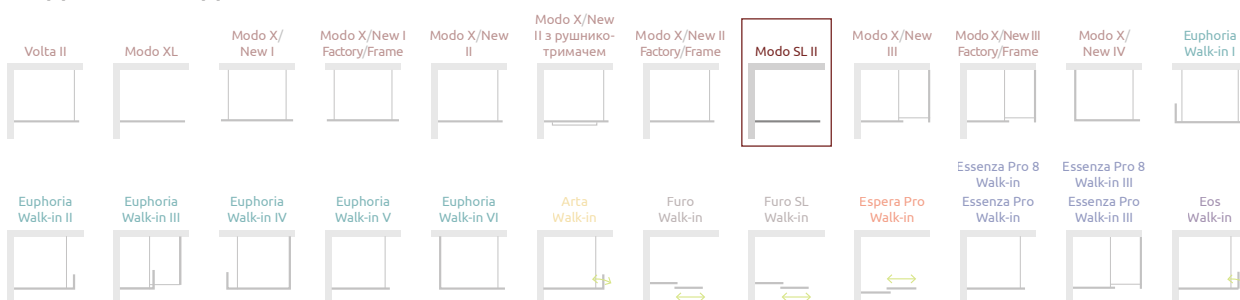 Volta II
Modo XL
Modo X/
New I
Modo X/New I
Factory/Frame
Modo X/New
II
Modo X/New
II з рушнико-
тримачем
Modo X/New II
Factory/Frame
Modo SL II
Modo X/New
III
Modo X/New III
Factory/Frame
Modo X/
New IV
Euphoria
Walk-in I
Euphoria
Walk-in II
Euphoria
Walk-in III
Euphoria
Walk-in IV
Euphoria
Walk-in V
Euphoria
Walk-in VI
Arta
Walk-in
Furo
Walk-in
Furo SL
Walk-in
Espera Pro
Walk-in
Essenza Pro 8
Walk-in
Essenza Pro
Walk-in
Essenza Pro 8
Walk-in III
Essenza Pro
Walk-in III
Eos
Walk-in